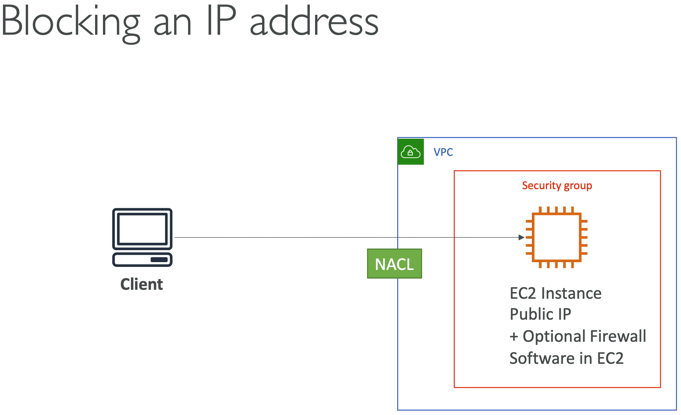 Blocking an IP address
VPC
Security group
NACL
Client
EC2 Instance
Public IP
+ Optional Firewall
Software in EC2